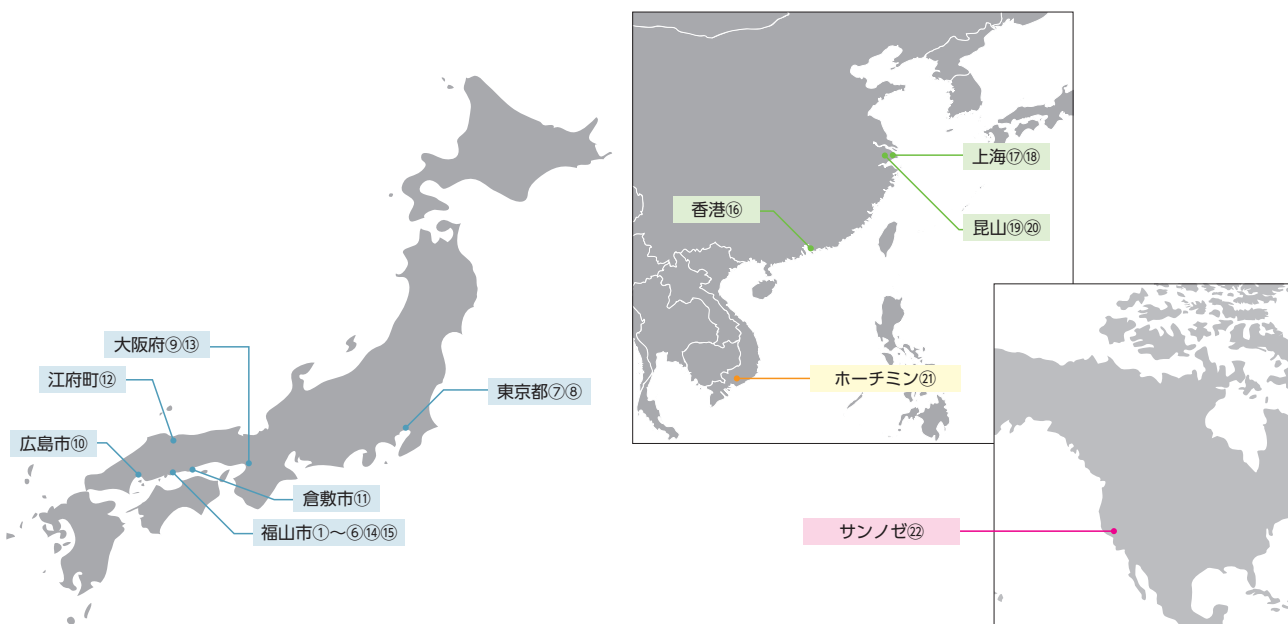 大阪府⑨⑬
江府町⑫
広島市⑩
東京都⑦⑧
倉敷市⑪
福山市①～⑥⑭⑮
上海⑰⑱
香港⑯
昆山⑲⑳
ホーチミン㉑
サンノゼ㉒